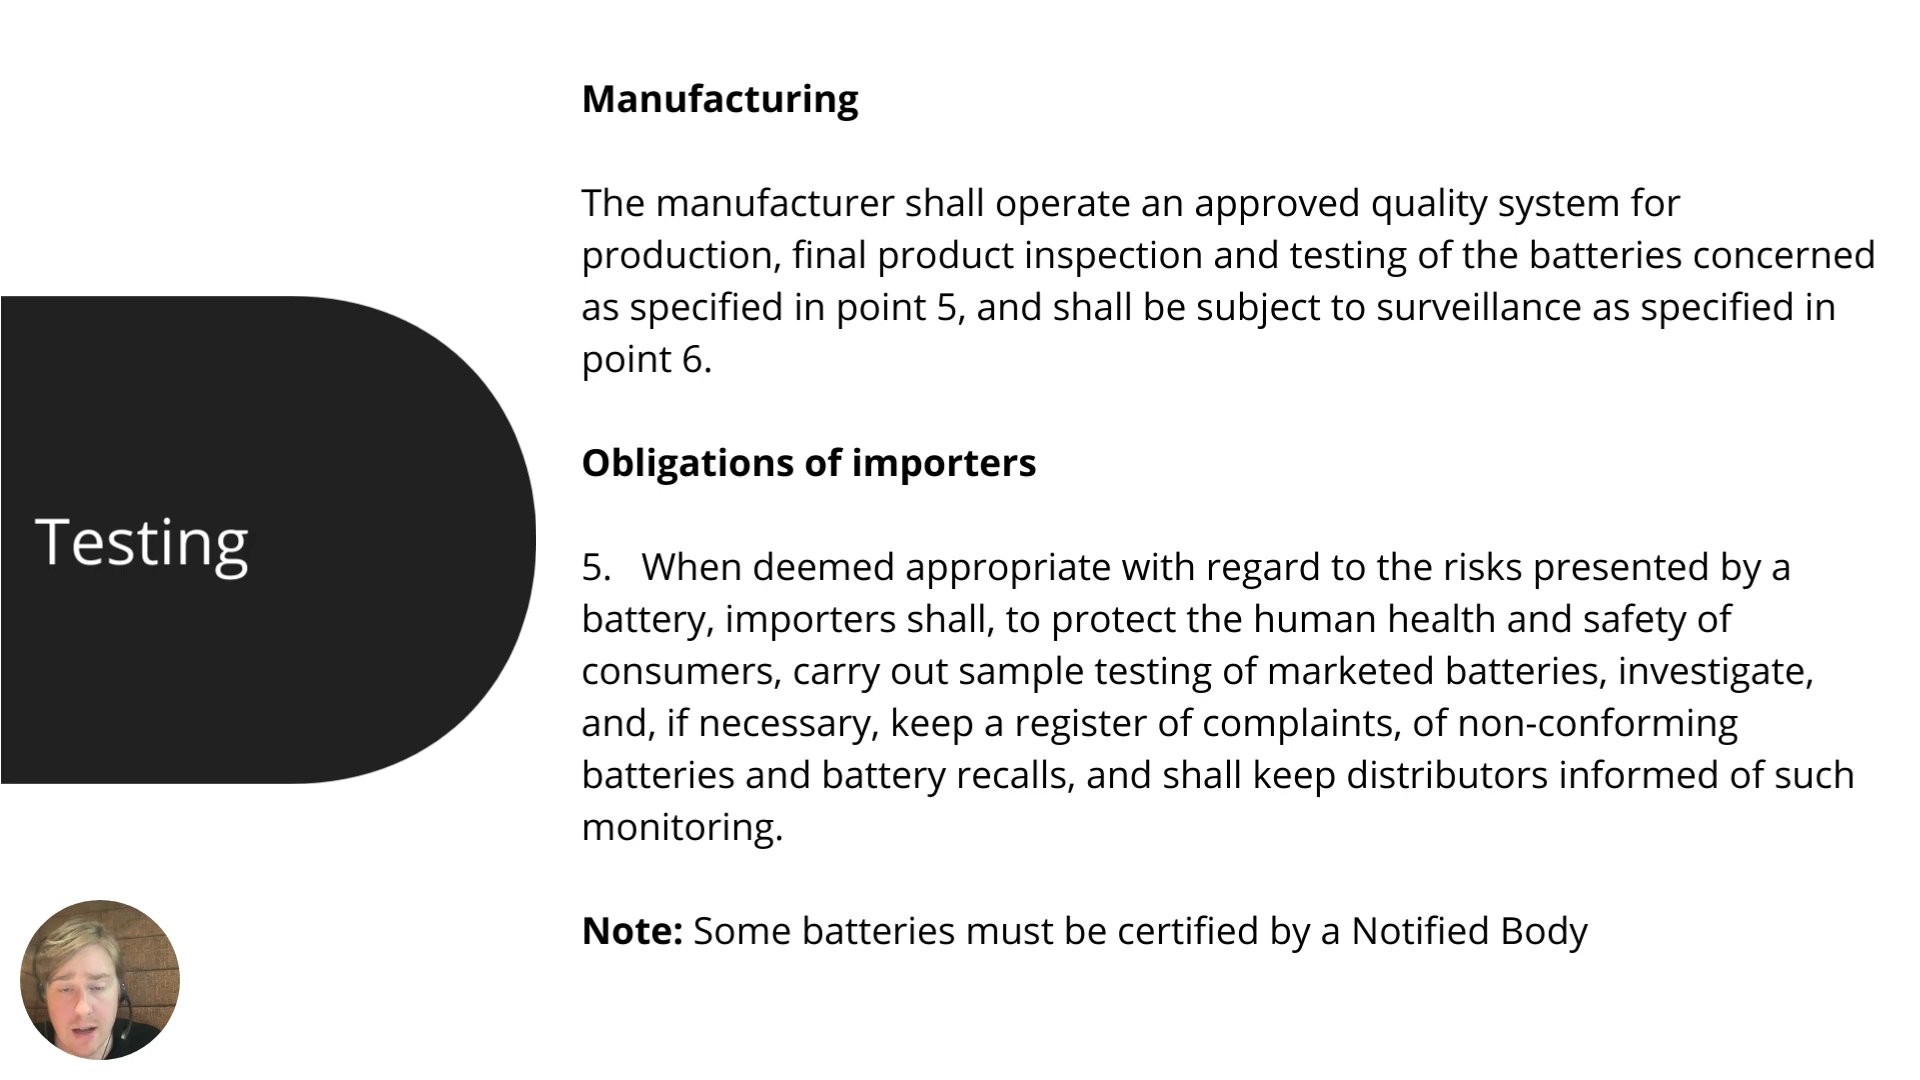 Testing
Manufacturing
The manufacturer shall operate an approved quality system for
production, final product inspection and testing of the batteries concerned
as specified in point 5, and shall be subject to surveillance as specified in
point 6.
Obligations of importers
5. When deemed appropriate with regard to the risks presented by a
battery, importers shall, to protect the human health and safety of
consumers, carry out sample testing of marketed batteries, investigate,
and, if necessary, keep a register of complaints, of non-conforming
batteries and battery recalls, and shall keep distributors informed of such
monitoring.
Note: Some batteries must be certified by a Notified Body